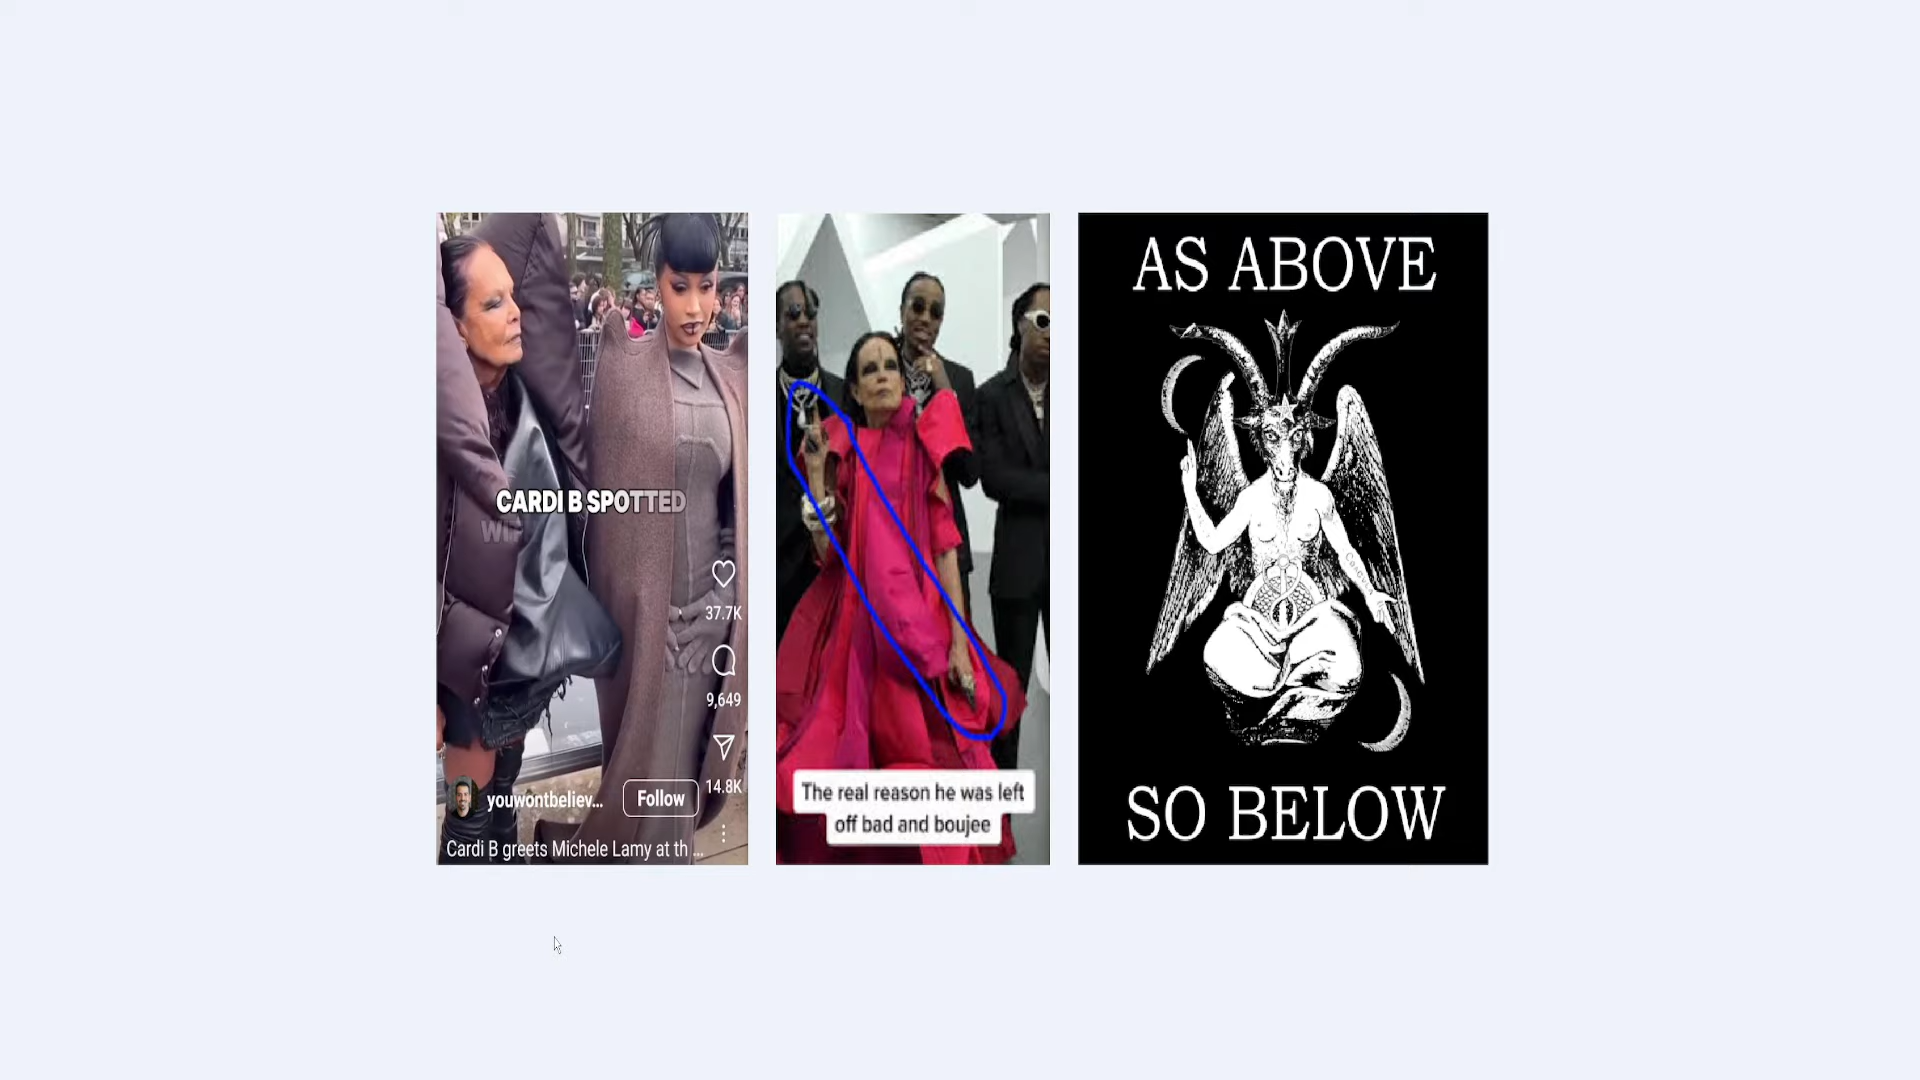 CARDI B SPOTTED
37.7K
9,649
14.8K
youwontbeliev...
Follow
Cardi B greets Michele Lamy at th ...
The real reason he was left
off bad and boujee
AS ABOVE
SO BELOW